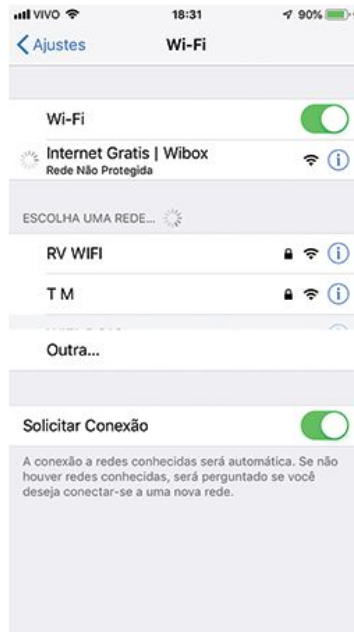 VIVO 18:31 90%
Ajustes Wi-Fi
Wi-Fi
Internet Gratis | Wibox
Rede Não Protegida
ESCOLHA UMA REDE...
RV WIFI
T M
Outra...
Solicitar Conexão
A conexão a redes conhecidas será automática. Se não
houver redes conhecidas, será perguntado se você
deseja conectar-se a uma nova rede.